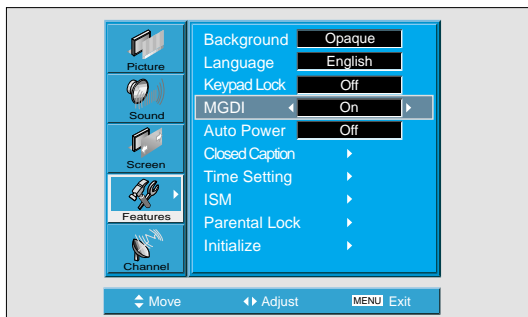 Picture
Sound
Screen
Features
Channel
Background Opaque
Language English
Keypad Lock Off
MGDI On
Auto Power Off
Closed Caption
Time Setting
ISM
Parental Lock
Initialize
Move Adjust MENU Exit